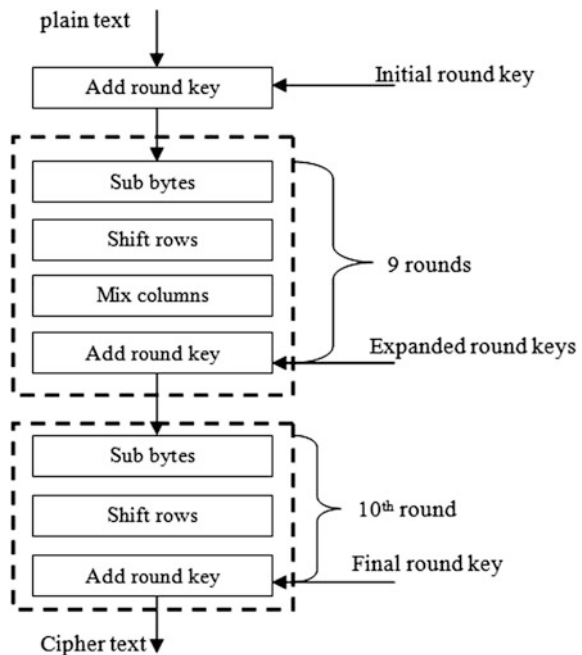 plain text
Add round key
Initial round key
Sub bytes
Shift rows
9 rounds
Mix columns
Add round key
Expanded round keys
Sub bytes
Shift rows
10th round
Add round key
Final round key
Cipher text